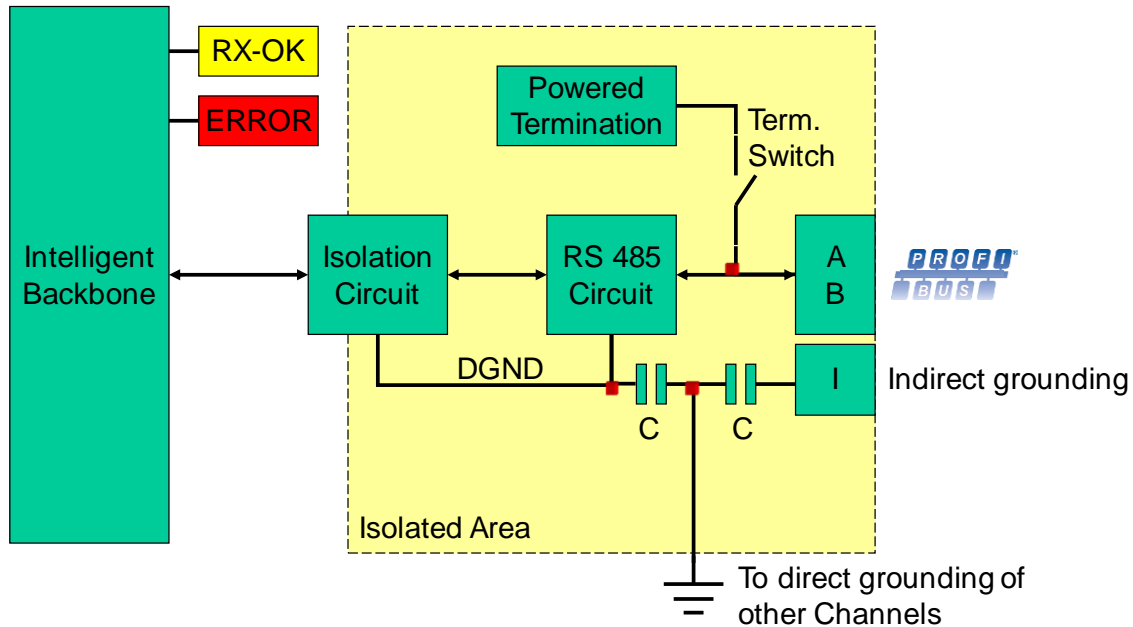 RX-OK
ERROR
Intelligent
Backbone
Powered
Termination
Term.
Switch
Isolation
Circuit
RS 485
Circuit
A
B
PROFI®
BUS
DGND
C
C
I
Indirect grounding
Isolated Area
To direct grounding of
other Channels